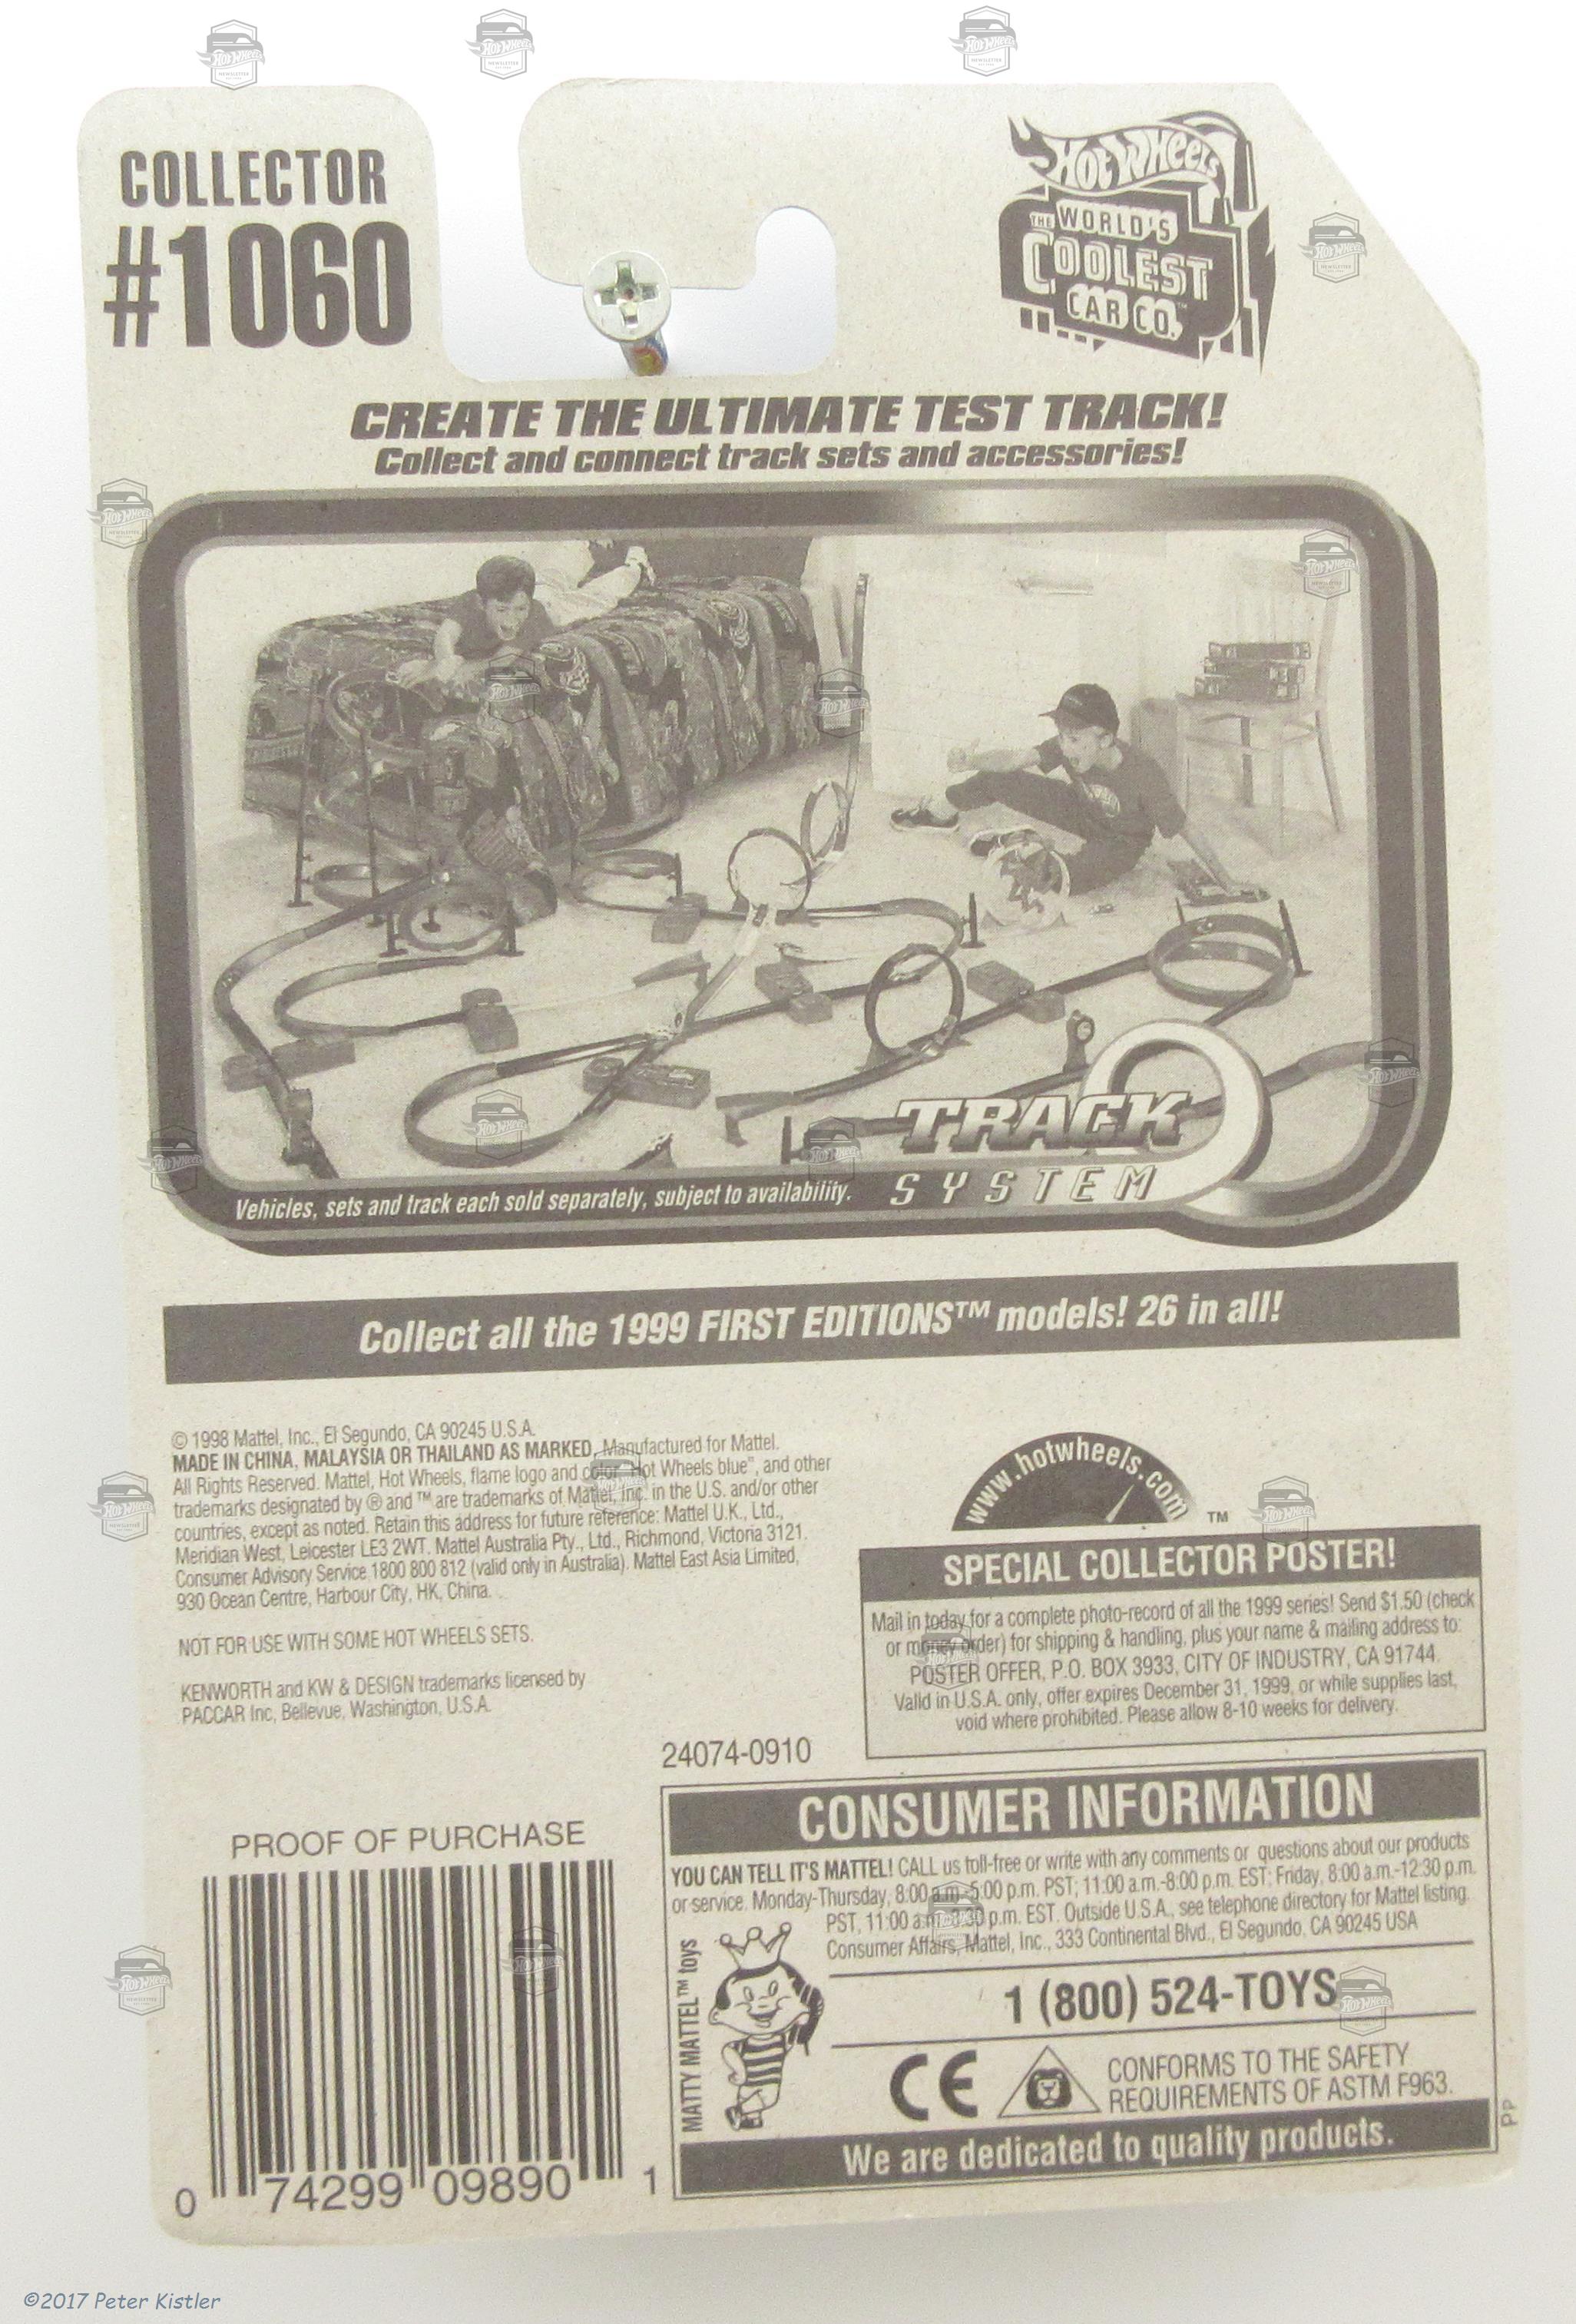 COLLECTOR
#1060
HOT WHEELS
THE WORLD'S
COOLEST
CAR CO.™
CREATE THE ULTIMATE TEST TRACK!
Collect and connect track sets and accessories!
TRACK
SYSTEM
Vehicles, sets and track each sold separately, subject to availability.
Collect all the 1999 FIRST EDITIONS™ models! 26 in all!
© 1998 Mattel, Inc., El Segundo, CA 90245 U.S.A.
MADE IN CHINA, MALAYSIA OR THAILAND AS MARKED. Manufactured for Mattel.
All Rights Reserved. Mattel, Hot Wheels, flame logo and color "Hot Wheels blue", and other
trademarks designated by ® and ™ are trademarks of Mattel, Inc. in the U.S. and/or other
countries, except as noted. Retain this address for future reference: Mattel U.K., Ltd.,
Meridian West, Leicester LE3 2WT. Mattel Australia Pty., Ltd., Richmond, Victoria 3121.
Consumer Advisory Service 1800 800 812 (valid only in Australia). Mattel East Asia Limited,
930 Ocean Centre, Harbour City, HK, China.
NOT FOR USE WITH SOME HOT WHEELS SETS.
KENWORTH and KW & DESIGN trademarks licensed by
PACCAR Inc, Bellevue, Washington, U.S.A.
www.hotwheels.com
™
SPECIAL COLLECTOR POSTER!
Mail in today for a complete photo-record of all the 1999 series! Send $1.50 (check
or money order) for shipping & handling, plus your name & mailing address to:
POSTER OFFER, P.O. BOX 3933, CITY OF INDUSTRY, CA 91744.
Valid in U.S.A. only, offer expires December 31, 1999, or while supplies last,
void where prohibited. Please allow 8-10 weeks for delivery.
24074-0910
PROOF OF PURCHASE
0 74299 09890 1
CONSUMER INFORMATION
YOU CAN TELL IT'S MATTEL! CALL us toll-free or write with any comments or questions about our products
or service. Monday-Thursday, 8:00 a.m.-5:00 p.m. PST; 11:00 a.m.-8:00 p.m. EST: Friday, 8:00 a.m.-12:30 p.m.
PST, 11:00 a.m.-3:30 p.m. EST. Outside U.S.A., see telephone directory for Mattel listing.
Consumer Affairs, Mattel, Inc., 333 Continental Blvd., El Segundo, CA 90245 USA
MATTY MATTEL™ toys
1 (800) 524-TOYS
CE
CONFORMS TO THE SAFETY
REQUIREMENTS OF ASTM F963.
We are dedicated to quality products.
PP
©2017 Peter Kistler